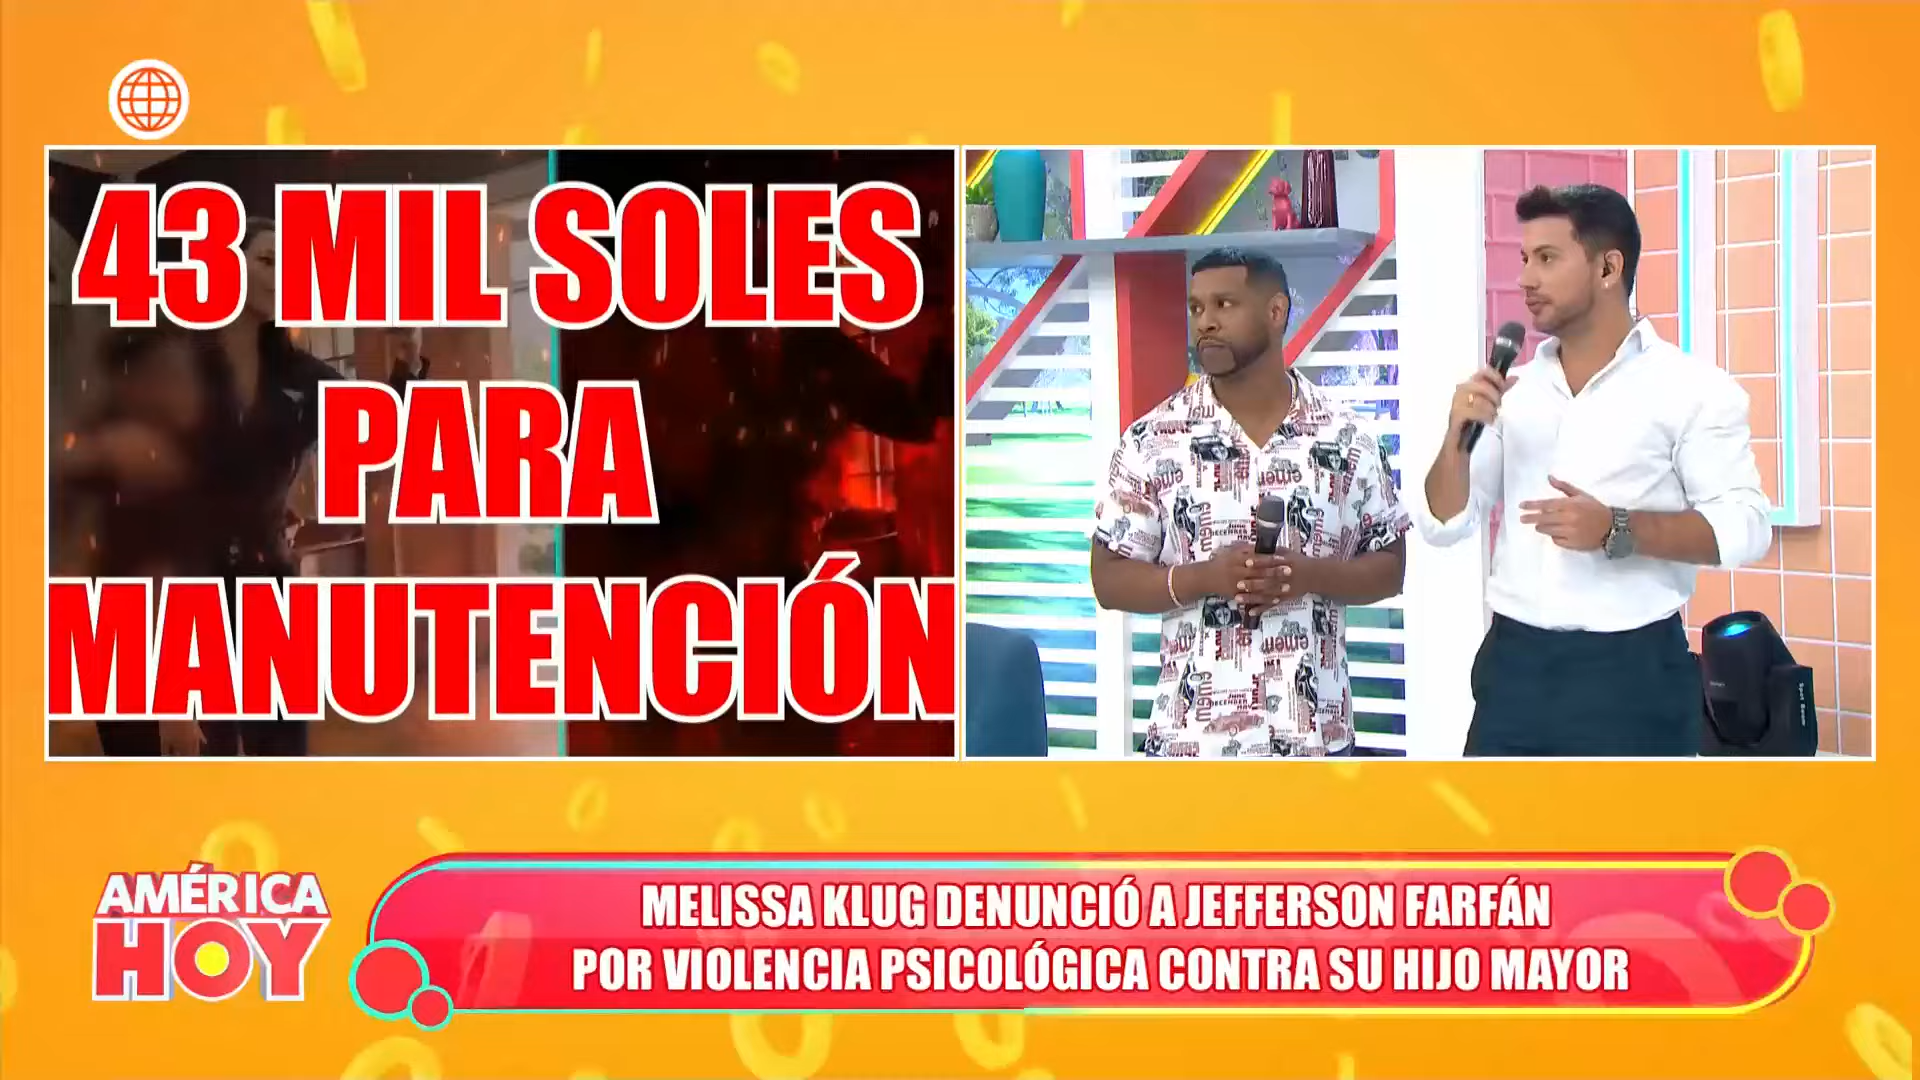 43 MIL SOLES
PARA
MANUTENCIÓN
AMÉRICA
HOY
MELISSA KLUG DENUNCIÓ A JEFFERSON FARFÁN
POR VIOLENCIA PSICOLÓGICA CONTRA SU HIJO MAYOR